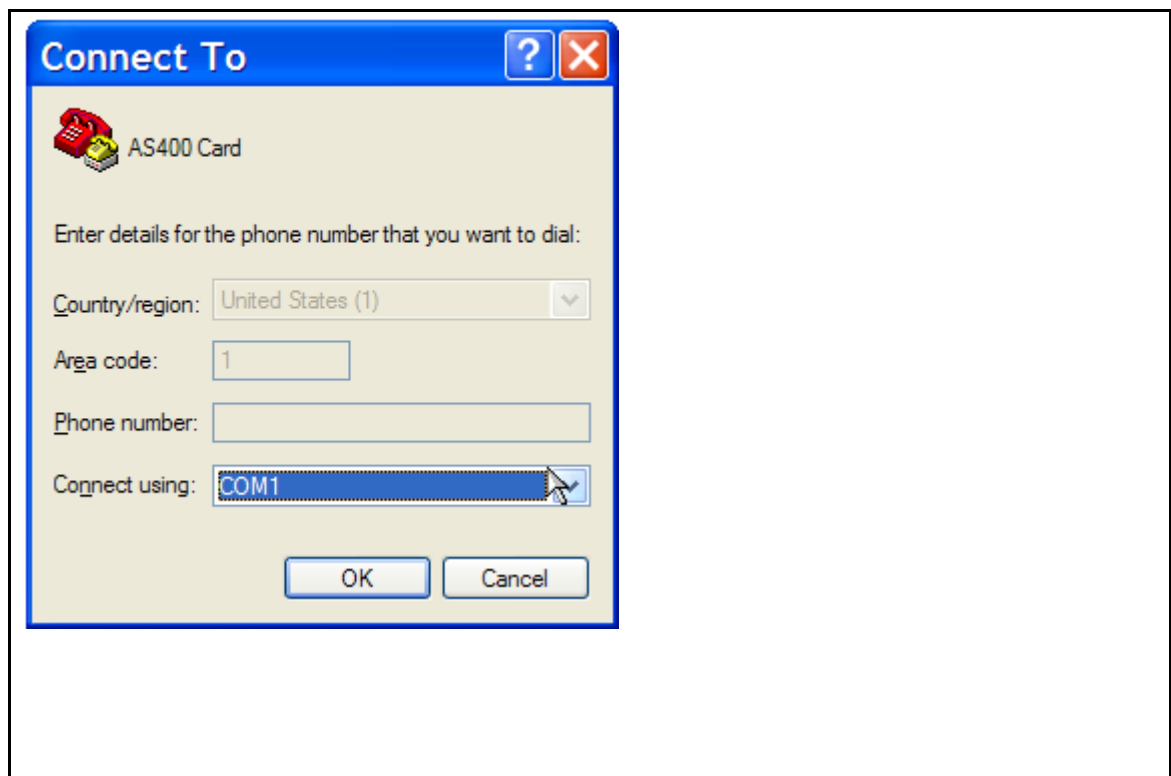 Connect To
AS400 Card
Enter details for the phone number that you want to dial:
Country/region: United States (1)
Area code: 1
Phone number:
Connect using: COM1
OK Cancel